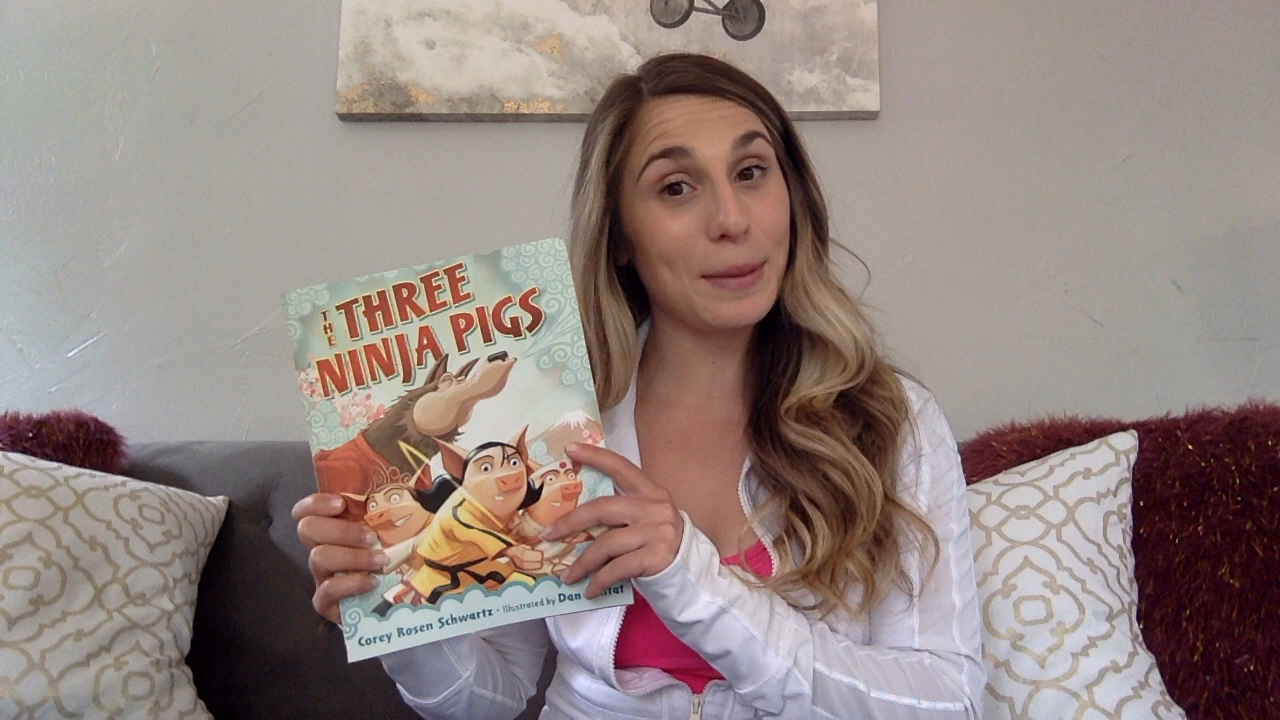 THE THREE
NINJA PIGS
Corey Rosen Schwartz • illustrated by Dan